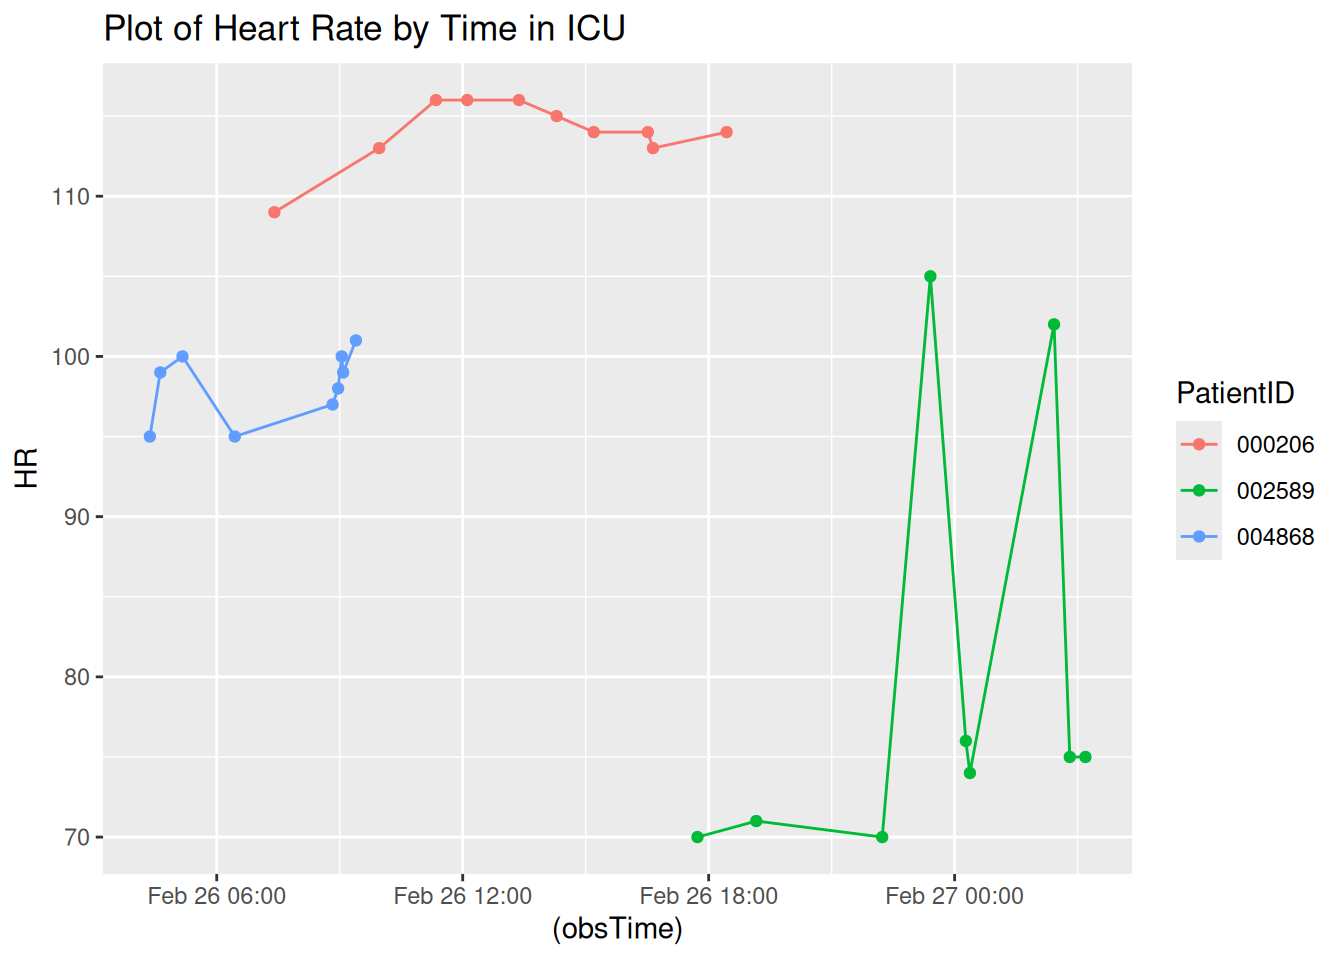 Plot of Heart Rate by Time in ICU
110
100
90
80
70
HR
Feb 26 06:00
Feb 26 12:00
Feb 26 18:00
Feb 27 00:00
(obsTime)
PatientID
000206
002589
004868